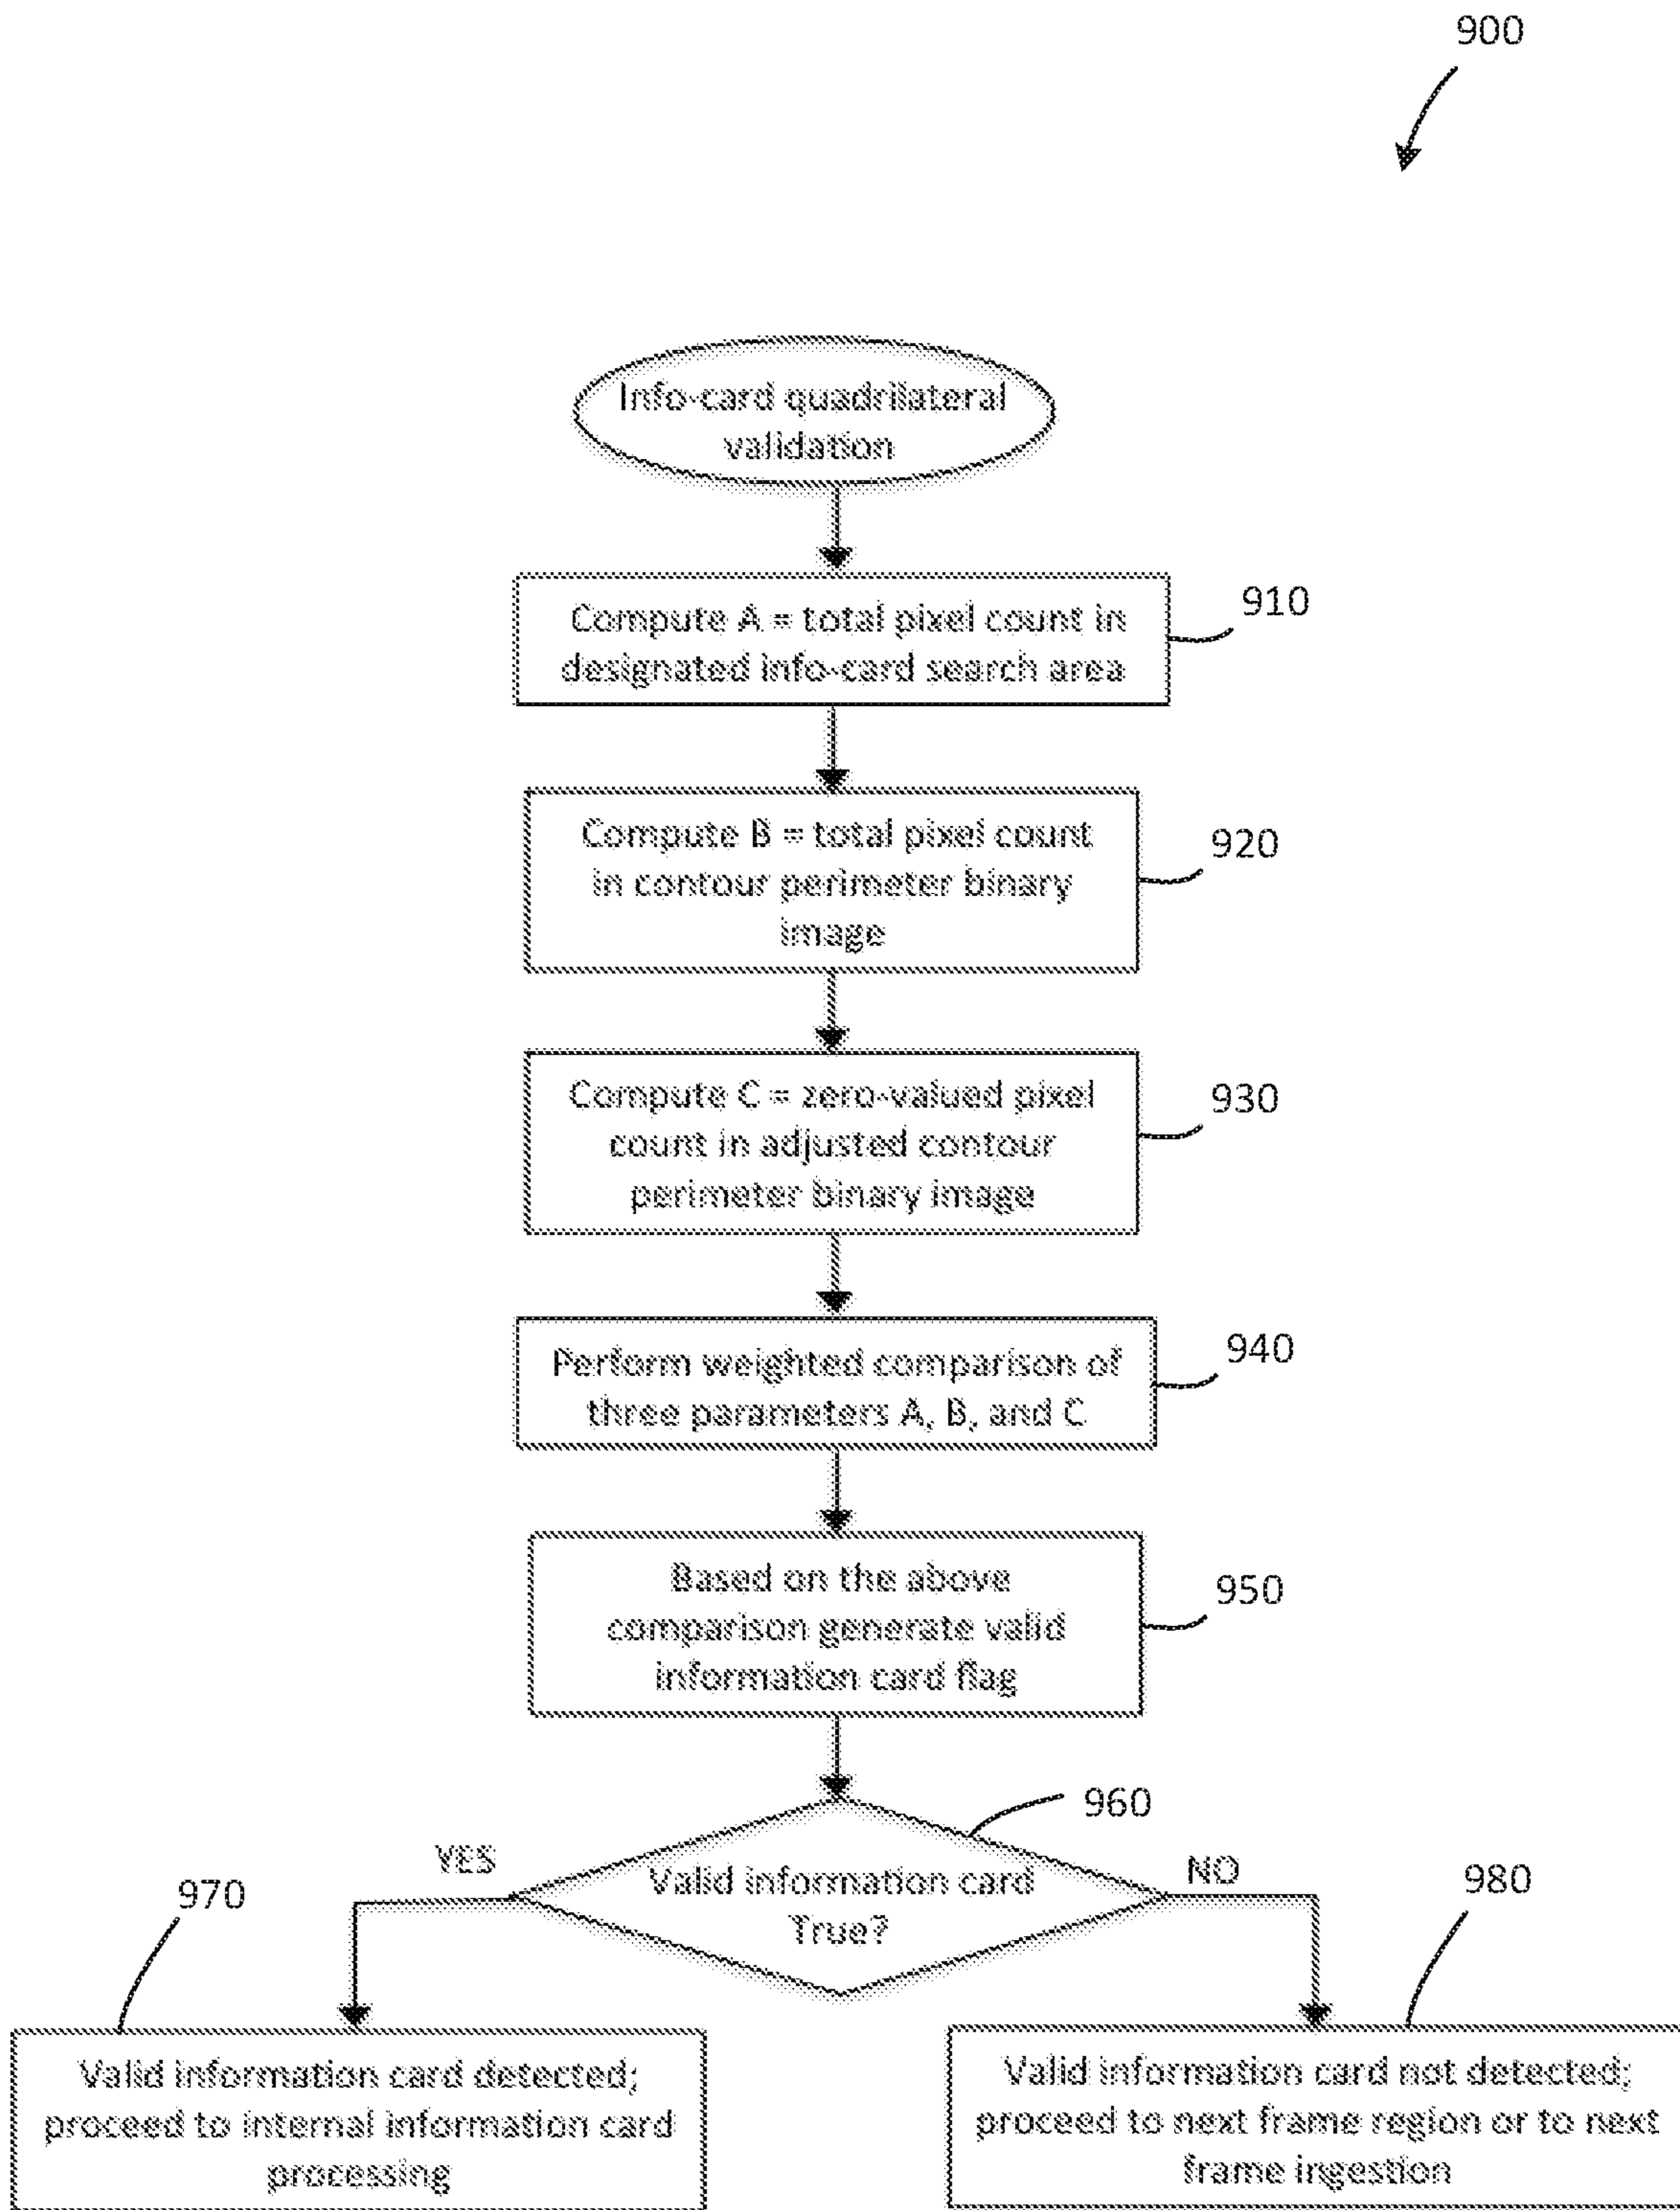 900
Info-card quadrilateral
validation
Compute A = total pixel count in
designated info-card search area
910
Compute B = total pixel count
in contour perimeter binary
image
920
Compute C = zero-valued pixel
count in adjusted contour
perimeter binary image
930
Perform weighted comparison of
three parameters A, B, and C
940
Based on the above
comparison generate valid
information card flag
950
960
YES
Valid information card
True?
NO
970
980
Valid information card detected;
proceed to internal information card
processing
Valid information card not detected;
proceed to next frame region or to next
frame ingestion